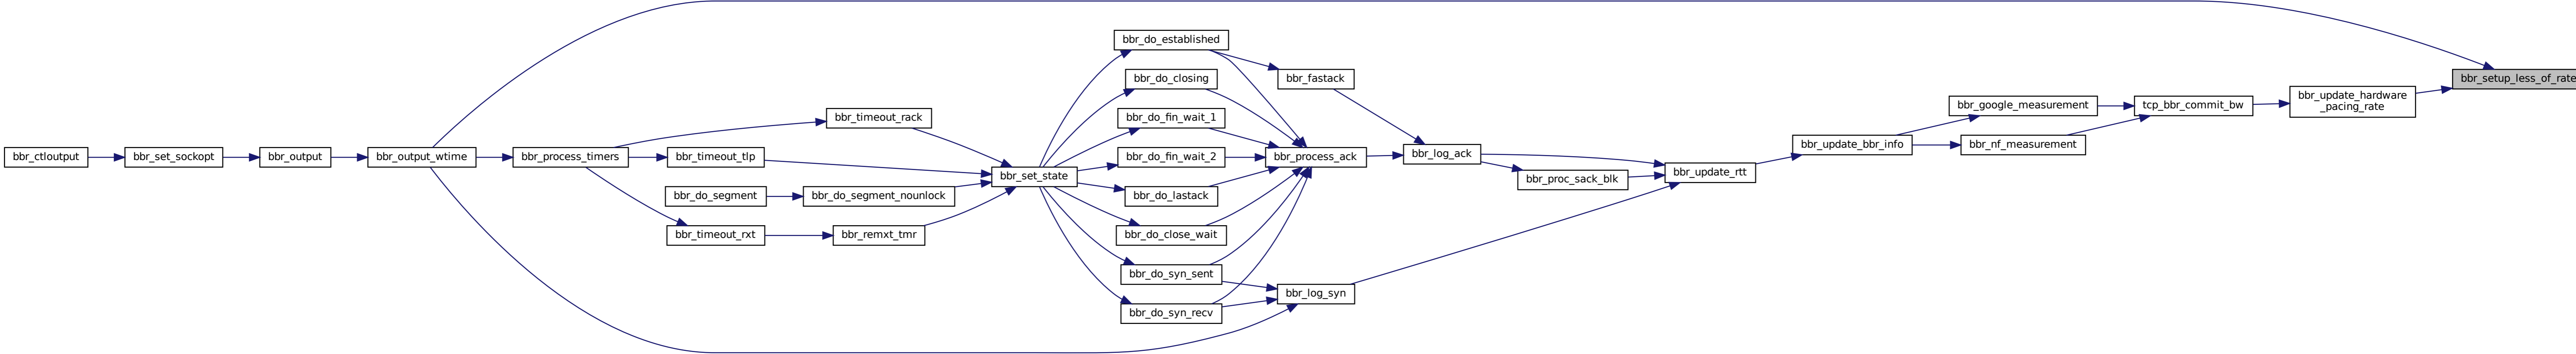 bbr_ctloutput
bbr_set_sockopt
bbr_output
bbr_output_wtime
bbr_process_timers
bbr_timeout_rack
bbr_timeout_tlp
bbr_do_segment
bbr_do_segment_nounlock
bbr_timeout_rxt
bbr_remxt_tmr
bbr_set_state
bbr_do_established
bbr_do_closing
bbr_do_fin_wait_1
bbr_do_fin_wait_2
bbr_do_lastack
bbr_do_close_wait
bbr_do_syn_sent
bbr_do_syn_recv
bbr_fastack
bbr_process_ack
bbr_log_syn
bbr_log_ack
bbr_proc_sack_blk
bbr_update_rtt
bbr_update_bbr_info
bbr_google_measurement
bbr_nf_measurement
tcp_bbr_commit_bw
bbr_update_hardware
_pacing_rate
bbr_setup_less_of_rate